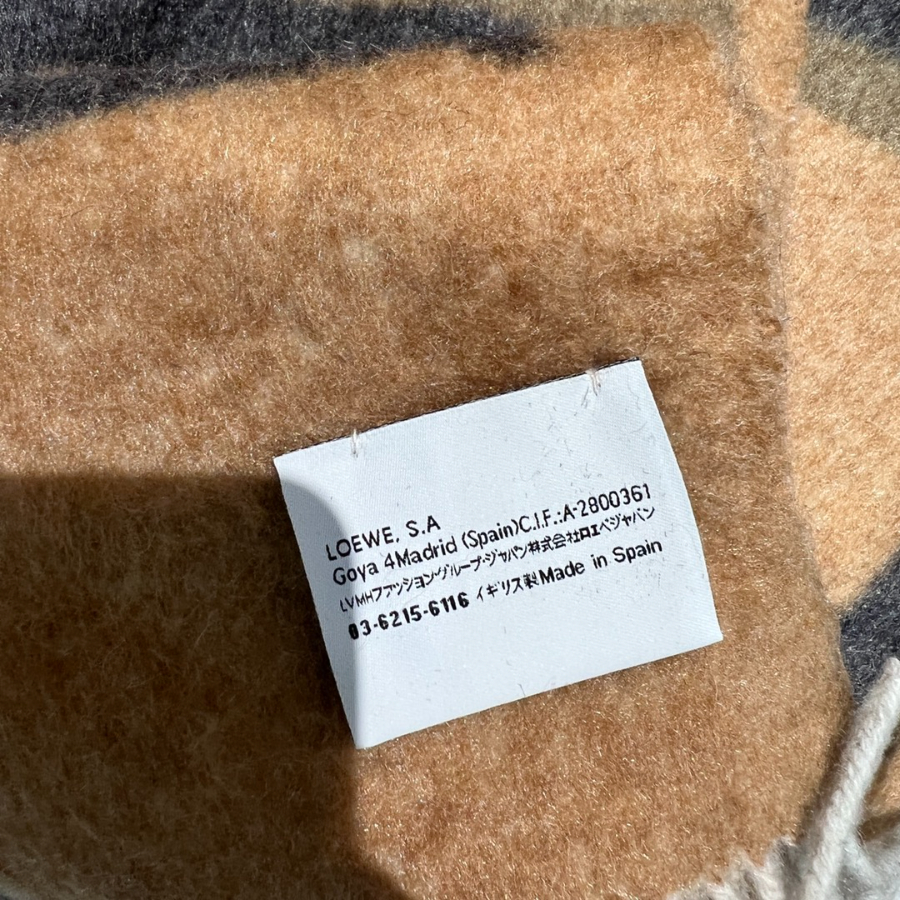 LOEWE, S.A
Goya 4Madrid (Spain)C.I.F.:A-2800361
LVMHファッション・グループ・ジャパン株式会社ロエベジャパン
03-6215-6116 イギリス製Made in Spain